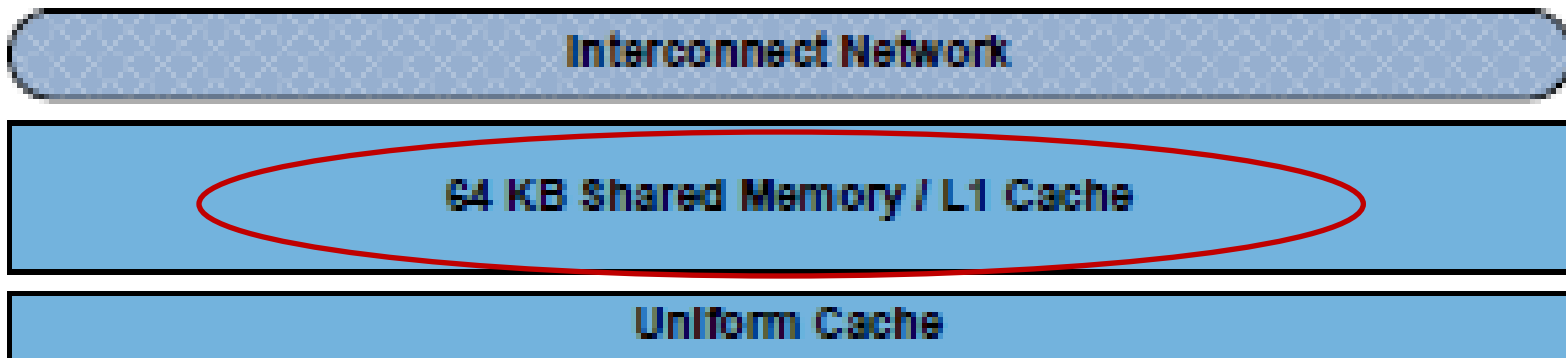 Interconnect Network
64 KB Shared Memory / L1 Cache
Uniform Cache